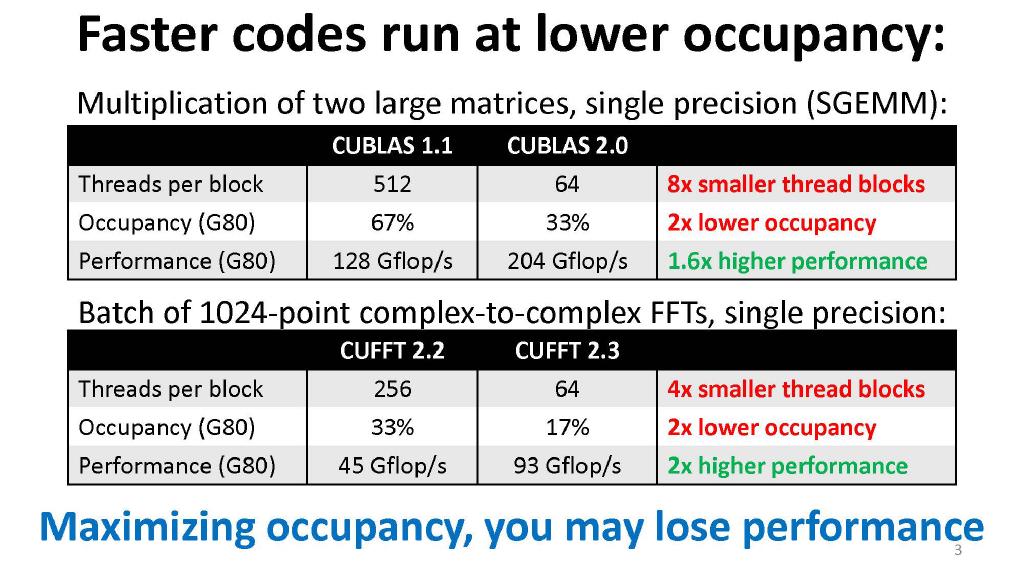 Faster codes run at lower occupancy:
Multiplication of two large matrices, single precision (SGEMM):
CUBLAS 1.1 CUBLAS 2.0
Threads per block 512 64 8x smaller thread blocks
Occupancy (G80) 67% 33% 2x lower occupancy
Performance (G80) 128 Gflop/s 204 Gflop/s 1.6x higher performance
Batch of 1024-point complex-to-complex FFTs, single precision:
CUFFT 2.2 CUFFT 2.3
Threads per block 256 64 4x smaller thread blocks
Occupancy (G80) 33% 17% 2x lower occupancy
Performance (G80) 45 Gflop/s 93 Gflop/s 2x higher performance
Maximizing occupancy, you may lose performance
3